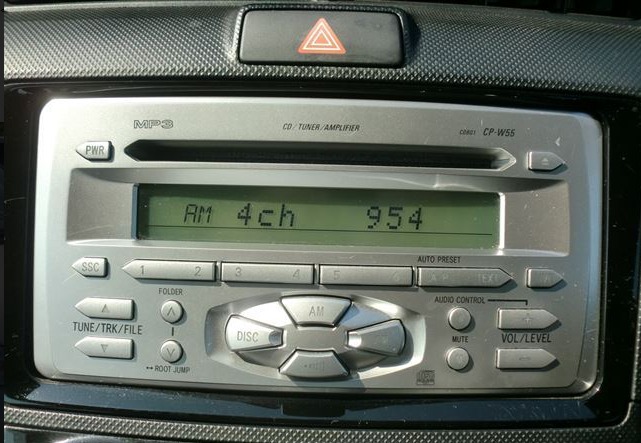 MP3 CD/TUNER/AMPLIFIER C0801 CP-W55
PWR
AM 4ch 954
AUTO PRESET
SSC 1 2 3 4 5 6
FOLDER
AUDIO CONTROL
AM
DISC
TUNE/TRK/FILE
MUTE
VOL/LEVEL
ROOT JUMP